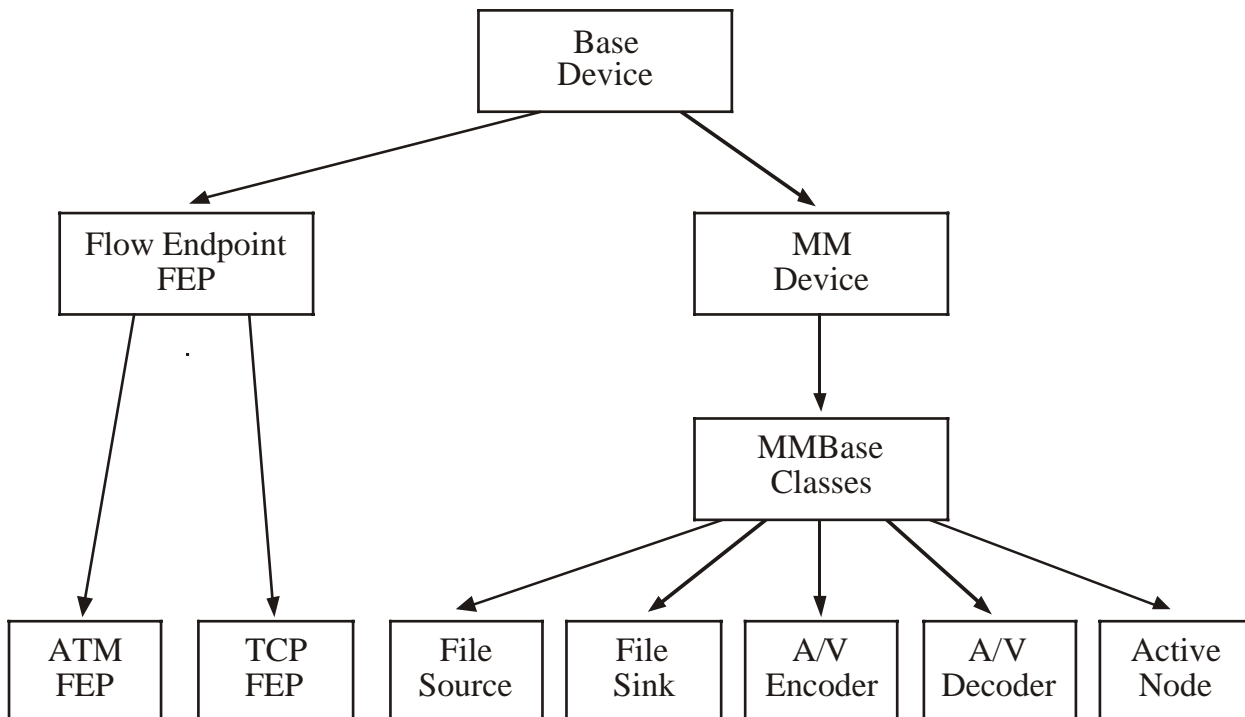 Base
Device
Flow Endpoint
FEP
MM
Device
MMBase
Classes
ATM
FEP
TCP
FEP
File
Source
File
Sink
A/V
Encoder
A/V
Decoder
Active
Node